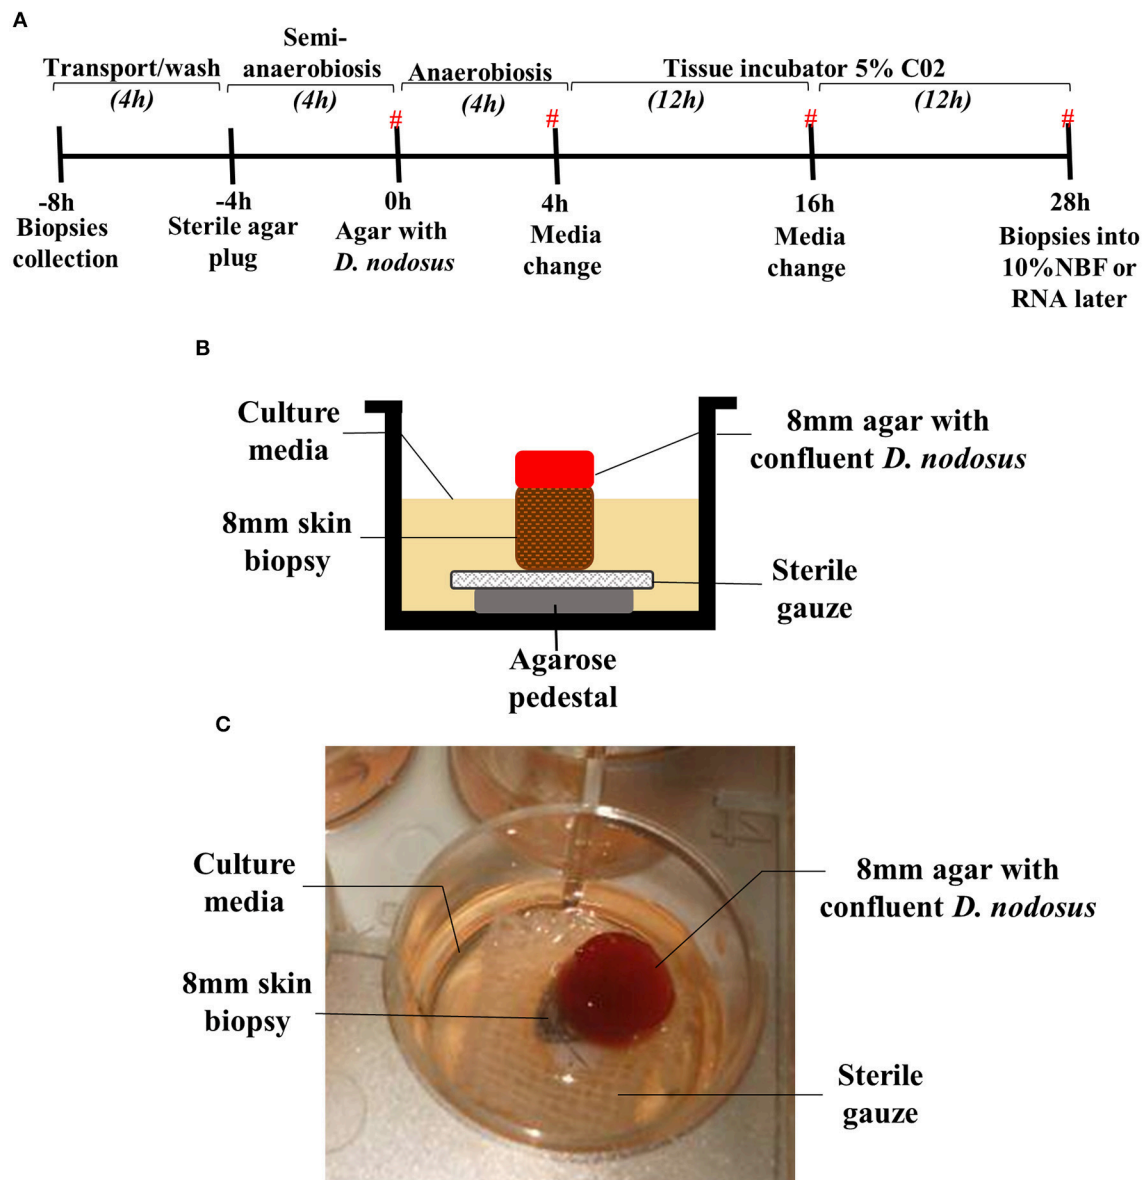 A
Transport/wash
(4h)
Semi-
anaerobiosis
(4h)
Anaerobiosis
(4h)
Tissue incubator 5% C02
(12h)
(12h)
#
#
#
#
-8h
Biopsies
collection
-4h
Sterile agar
plug
0h
Agar with
D. nodosus
4h
Media
change
16h
Media
change
28h
Biopsies into
10%NBF or
RNA later
B
Culture
media
8mm agar with
confluent D. nodosus
8mm skin
biopsy
Sterile
gauze
Agarose
pedestal
C
Culture
media
8mm agar with
confluent D. nodosus
8mm skin
biopsy
Sterile
gauze